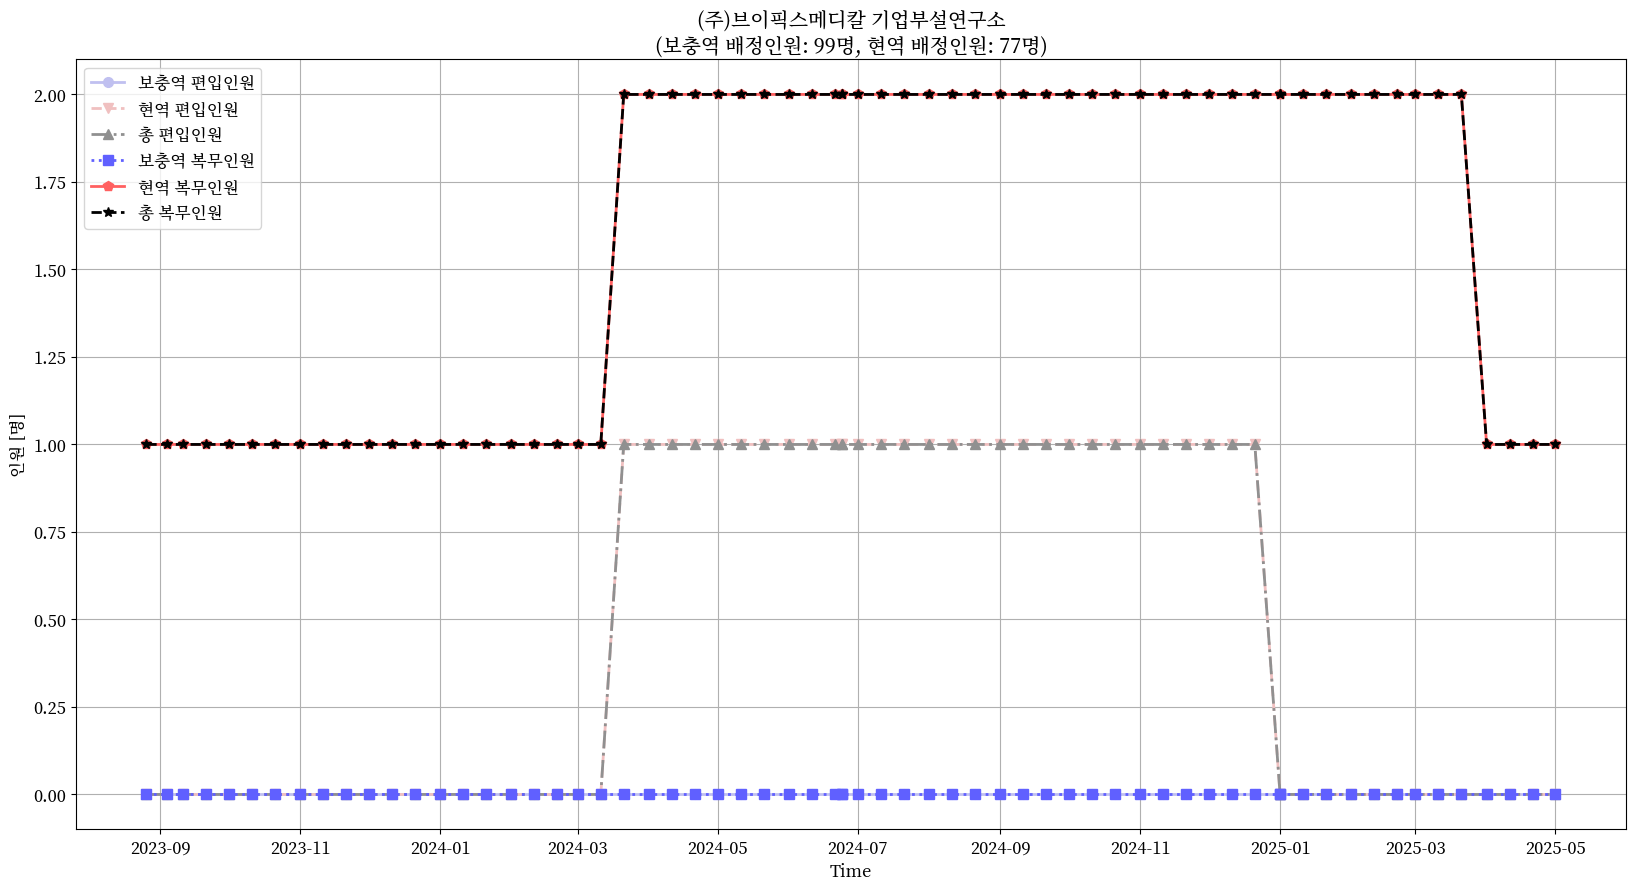 (주)브이픽스메디칼 기업부설연구소
(보충역 배정인원: 99명, 현역 배정인원: 77명)
보충역 편입인원
현역 편입인원
총 편입인원
보충역 복무인원
현역 복무인원
총 복무인원
2.00
1.75
1.50
1.25
1.00
0.75
0.50
0.25
0.00
인원 [명]
2023-09
2023-11
2024-01
2024-03
2024-05
2024-07
2024-09
2024-11
2025-01
2025-03
2025-05
Time